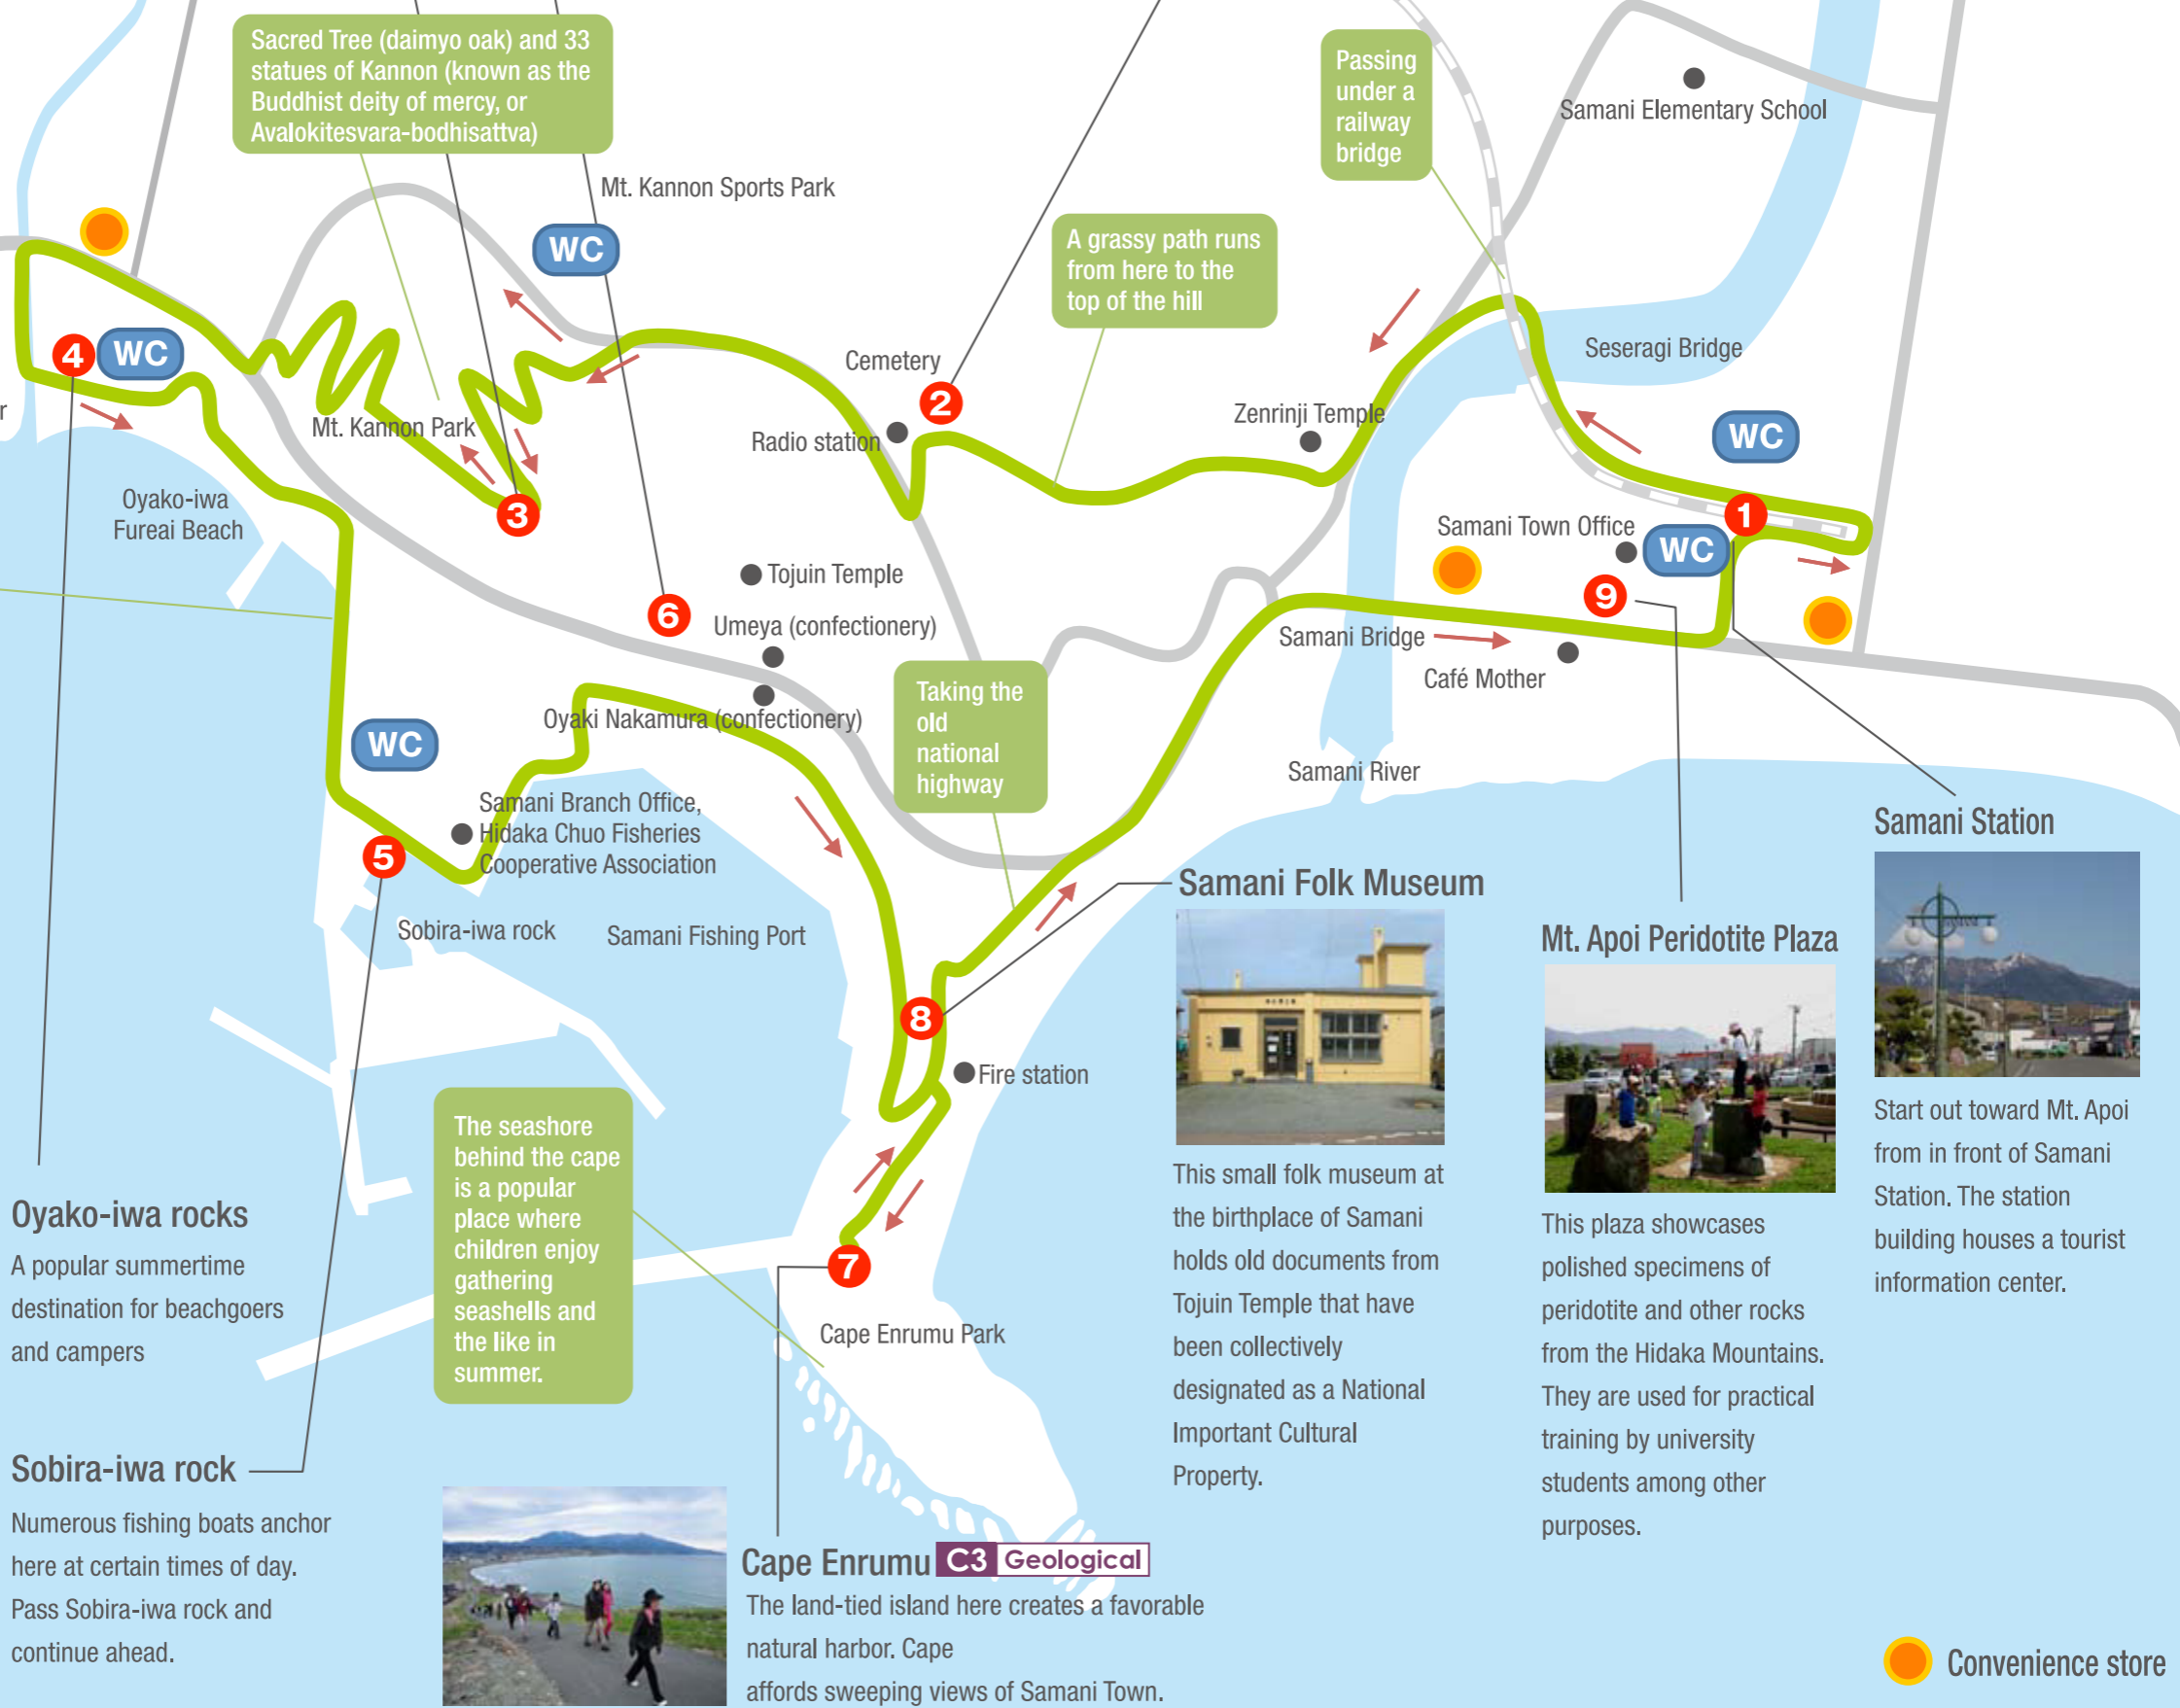 Sacred Tree (daimyo oak) and 33
statues of Kannon (known as the
Buddhist deity of mercy, or
Avalokitesvara-bodhisattva)
Passing
under a
railway
bridge
Samani Elementary School
Mt. Kannon Sports Park
WC
A grassy path runs
from here to the
top of the hill
Seseragi Bridge
4
WC
Cemetery
2
r
Mt. Kannon Park
Radio station
Zenrinji Temple
WC
Oyako-iwa
Fureai Beach
3
1
Samani Town Office
WC
Tojuin Temple
9
6
Umeya (confectionery)
Samani Bridge
Café Mother
Oyaki Nakamura (confectionery)
Taking the
old
national
highway
WC
Samani River
Samani Branch Office,
Hidaka Chuo Fisheries
Cooperative Association
5
Sobira-iwa rock
Samani Fishing Port
8
Fire station
The seashore
behind the cape
is a popular
place where
children enjoy
gathering
seashells and
the like in
summer.
7
Cape Enrumu Park
Samani Station
Start out toward Mt. Apoi
from in front of Samani
Station. The station
building houses a tourist
information center.
Mt. Apoi Peridotite Plaza
This plaza showcases
polished specimens of
peridotite and other rocks
from the Hidaka Mountains.
They are used for practical
training by university
students among other
purposes.
Samani Folk Museum
This small folk museum at
the birthplace of Samani
holds old documents from
Tojuin Temple that have
been collectively
designated as a National
Important Cultural
Property.
Oyako-iwa rocks
A popular summertime
destination for beachgoers
and campers
Sobira-iwa rock
Numerous fishing boats anchor
here at certain times of day.
Pass Sobira-iwa rock and
continue ahead.
Cape Enrumu C3 Geological
The land-tied island here creates a favorable
natural harbor. Cape
affords sweeping views of Samani Town.
Convenience store